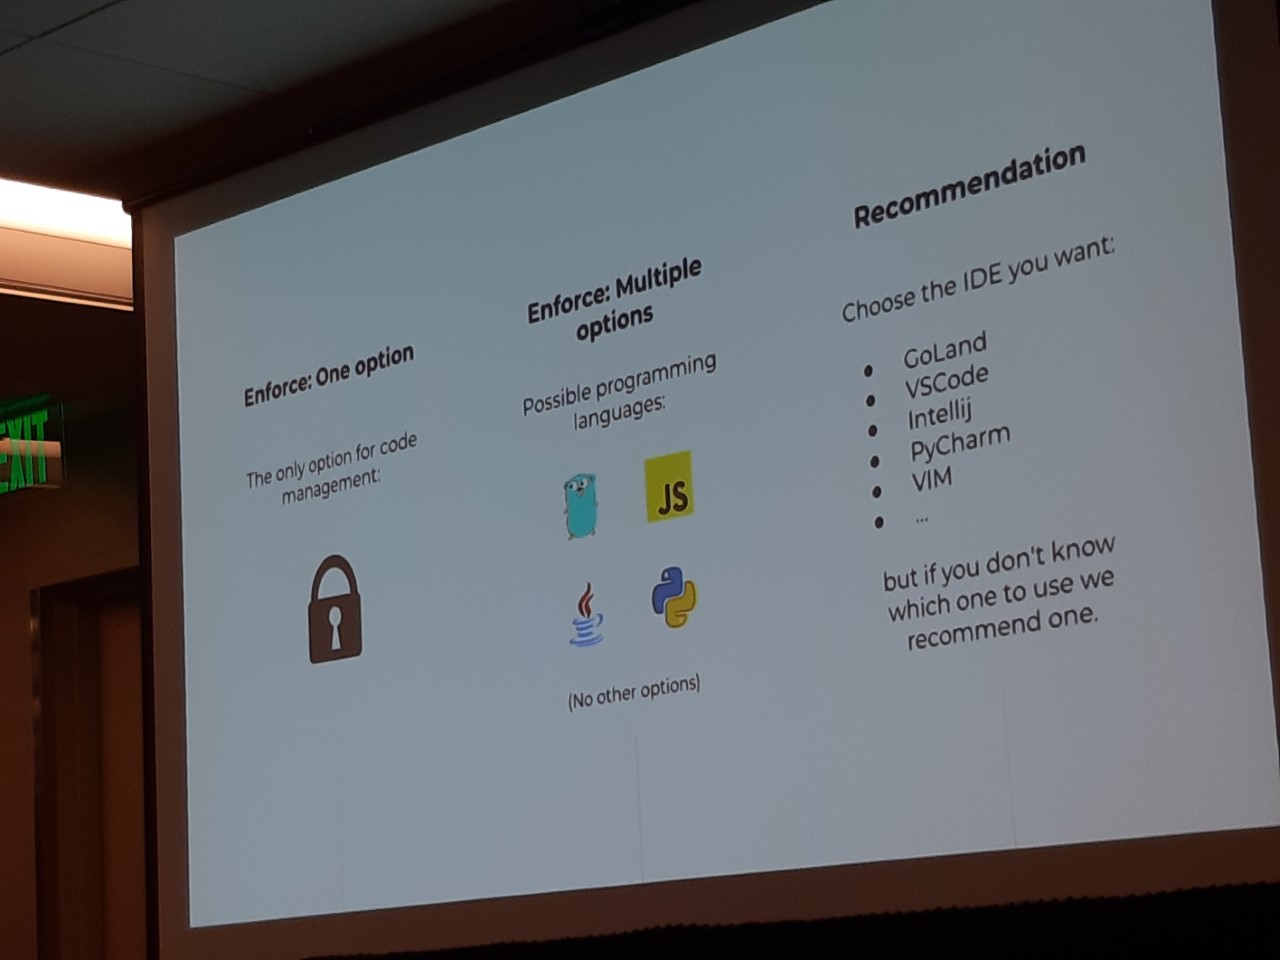 Enforce: One option
The only option for code
management:
Enforce: Multiple
options
Possible programming
languages:
JS
(No other options)
Recommendation
Choose the IDE you want:
• GoLand
• VSCode
• Intellij
• PyCharm
• VIM
• ...
but if you don't know
which one to use we
recommend one.
EXIT